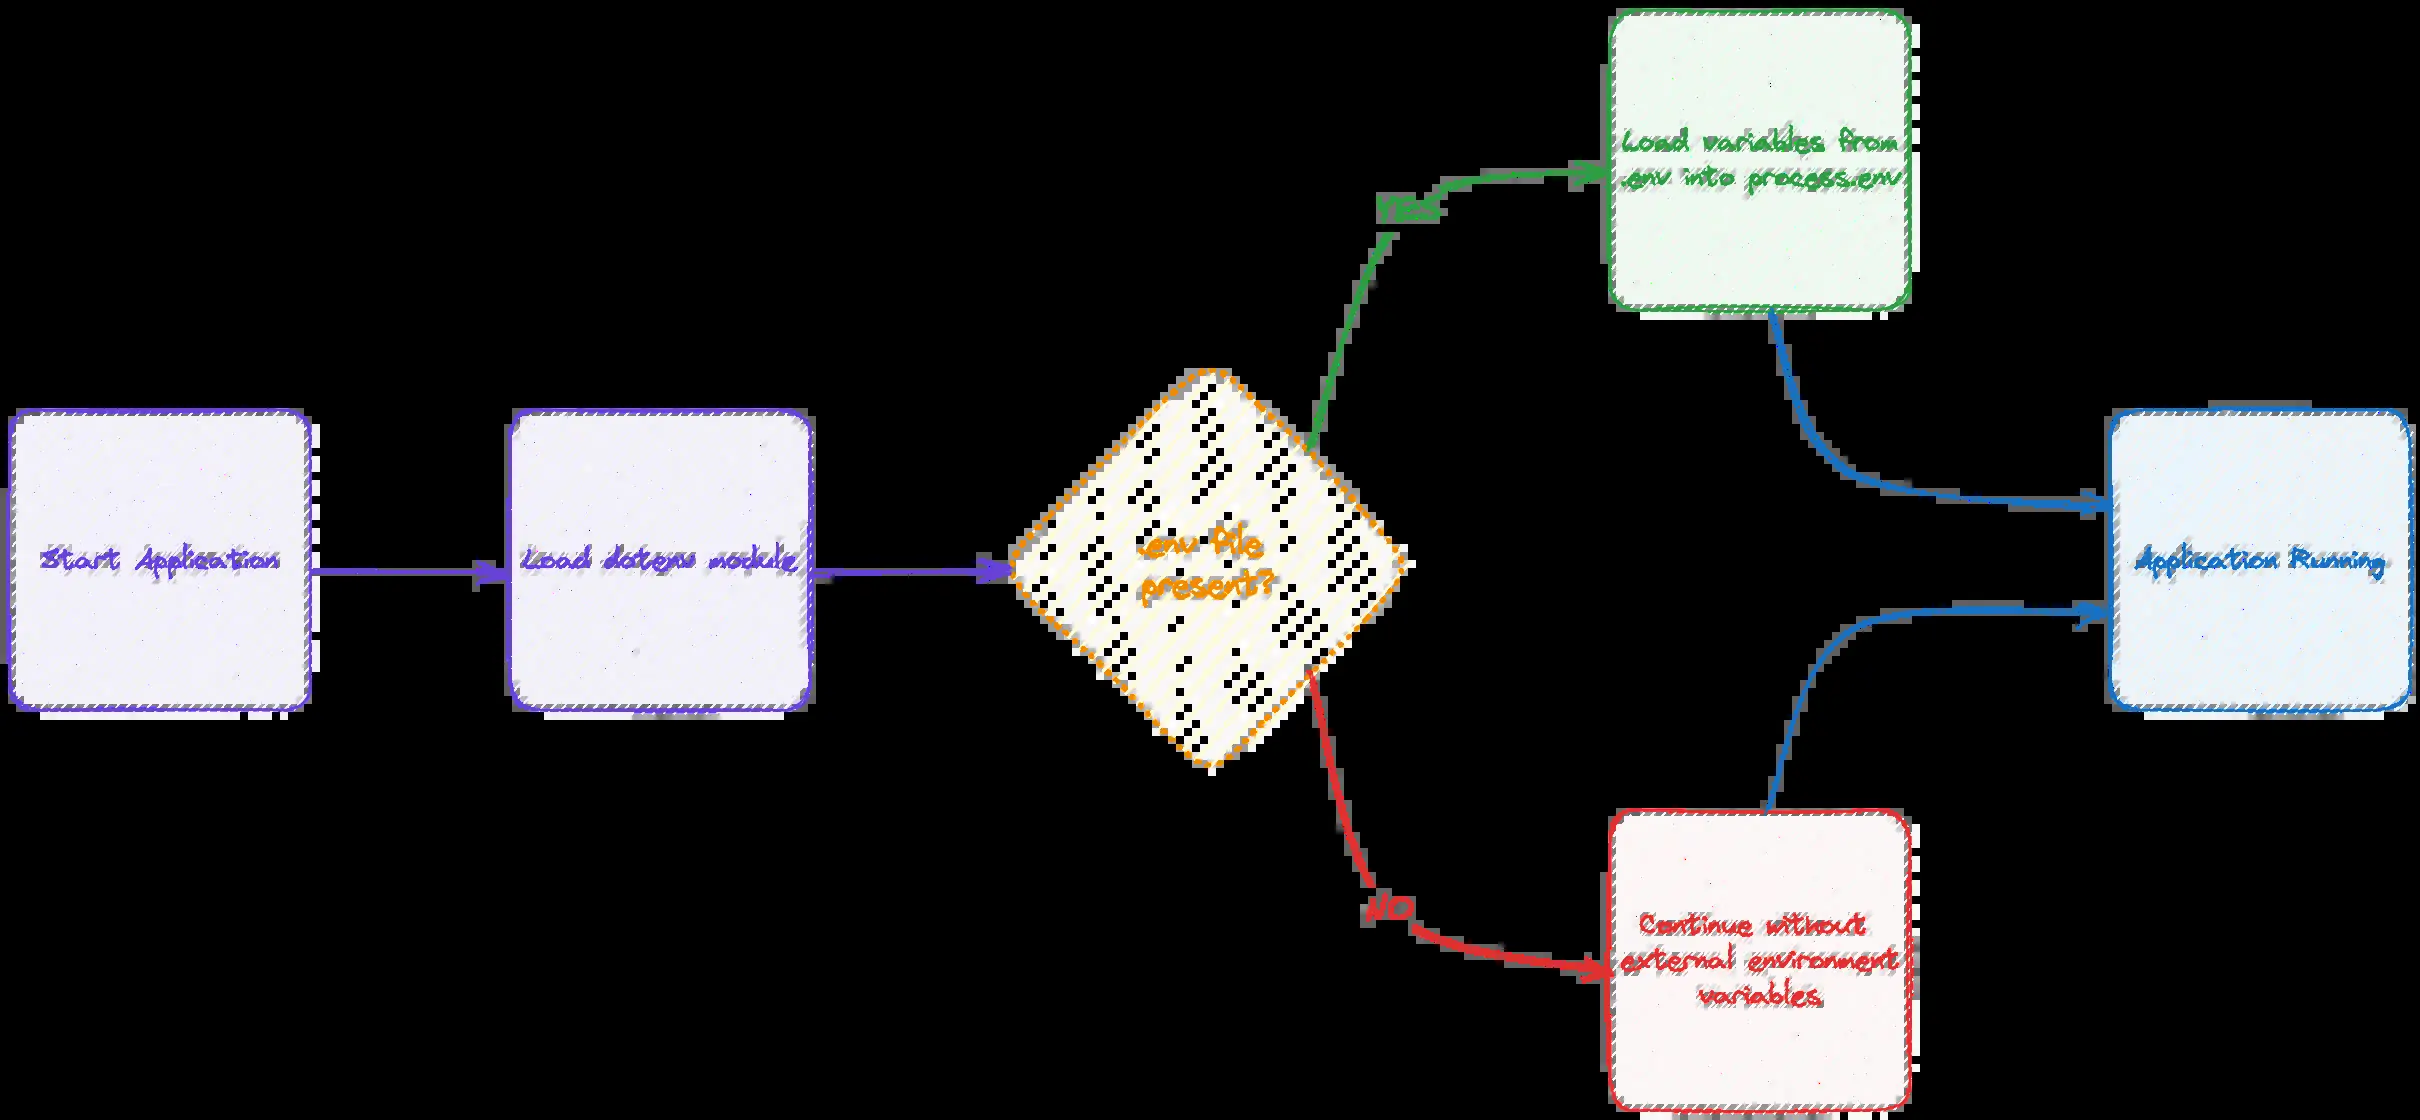 Start Application
Load dotenv module
.env file
present?
YES
Load variables from
.env into process.env
NO
Continue without
external environment
variables
Application Running